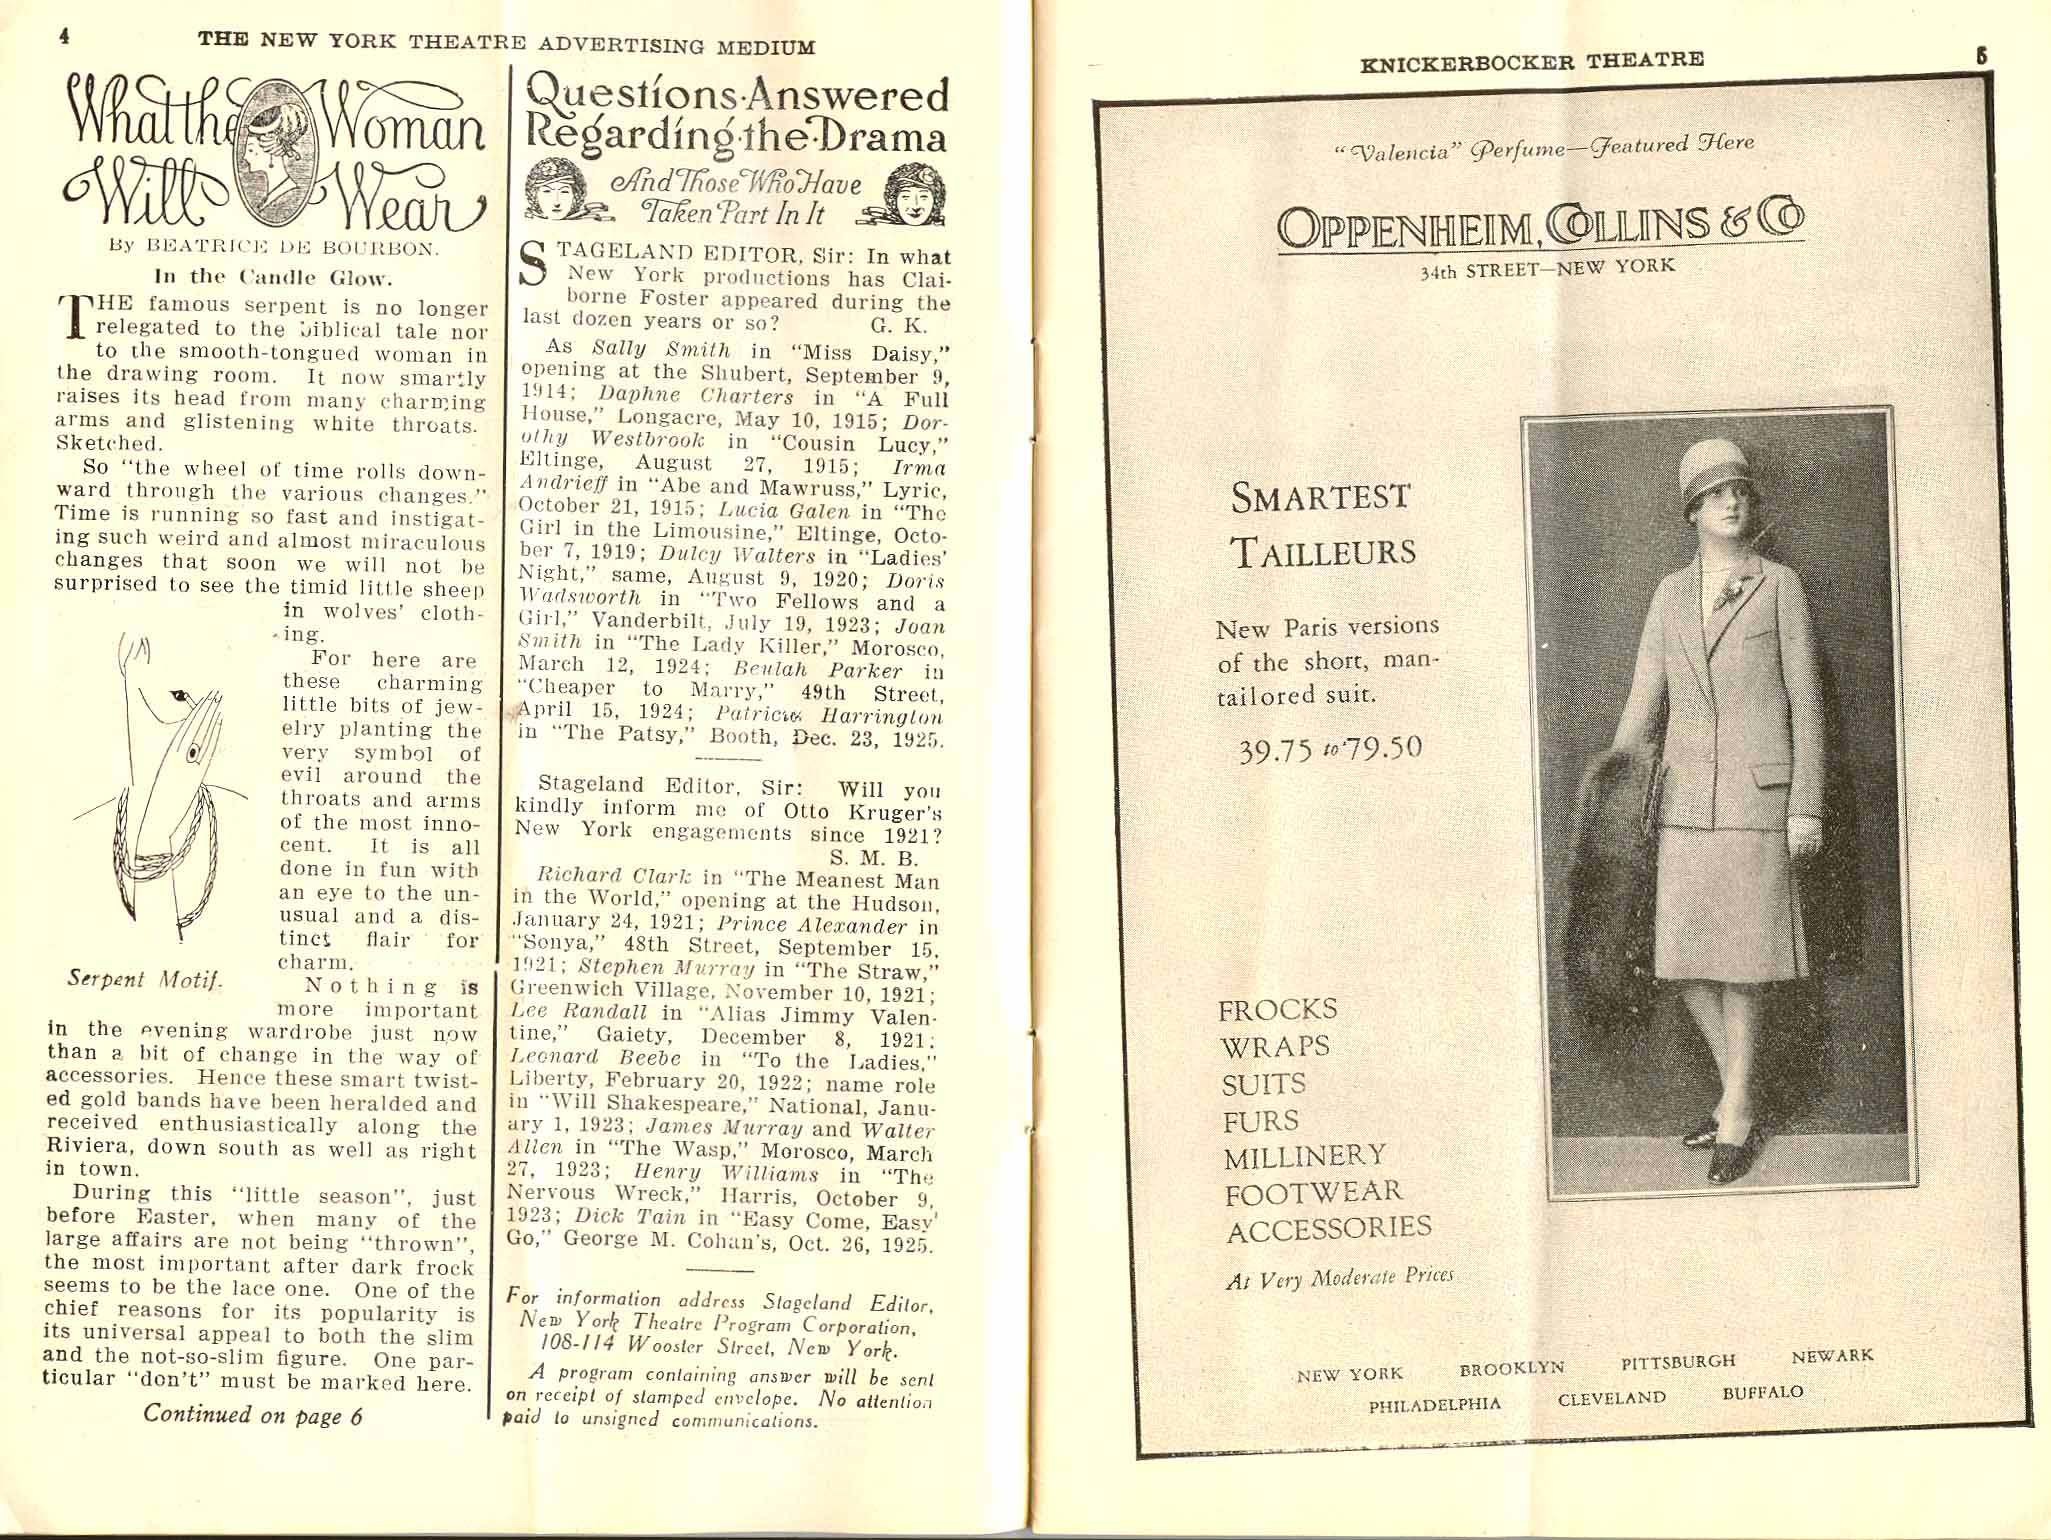 4
THE NEW YORK THEATRE ADVERTISING MEDIUM
What the Woman
Will Wear
By BEATRICE DE BOURBON.
In the Candle Glow.
THE famous serpent is no longer
relegated to the biblical tale nor
to the smooth-tongued woman in
the drawing room. It now smartly
raises its head from many charming
arms and glistening white throats.
Sketched.
So “the wheel of time rolls down-
ward through the various changes.”
Time is running so fast and instigat-
ing such weird and almost miraculous
changes that soon we will not be
surprised to see the timid little sheep
in wolves’ cloth-
ing.
For here are
these charming
little bits of jew-
elry planting the
very symbol of
evil around the
throats and arms
of the most inno-
cent. It is all
done in fun with
an eye to the un-
usual and a dis-
tinct flair for
charm.
Serpent Motif.
Nothing is
more important
in the evening wardrobe just now
than a bit of change in the way of
accessories. Hence these smart twist-
ed gold bands have been heralded and
received enthusiastically along the
Riviera, down south as well as right
in town.
During this “little season”, just
before Easter, when many of the
large affairs are not being “thrown”,
the most important after dark frock
seems to be the lace one. One of the
chief reasons for its popularity is
its universal appeal to both the slim
and the not-so-slim figure. One par-
ticular “don’t” must be marked here.
Continued on page 6
Questions·Answered
Regarding·the·Drama
And Those Who Have
Taken Part In It
STAGELAND EDITOR, Sir: In what
New York productions has Clai-
borne Foster appeared during the
last dozen years or so? G. K.
As Sally Smith in “Miss Daisy,”
opening at the Shubert, September 9,
1914; Daphne Charters in “A Full
House,” Longacre, May 10, 1915; Dor-
othy Westbrook in “Cousin Lucy,”
Eltinge, August 27, 1915; Irma
Andrieff in “Abe and Mawruss,” Lyric,
October 21, 1915; Lucia Galen in “The
Girl in the Limousine,” Eltinge, Octo-
ber 7, 1919; Dulcy Walters in “Ladies’
Night,” same, August 9, 1920; Doris
Wadsworth in “Two Fellows and a
Girl,” Vanderbilt, July 19, 1923; Joan
Smith in “The Lady Killer,” Morosco,
March 12, 1924; Beulah Parker in
“Cheaper to Marry,” 49th Street,
April 15, 1924; Patricia Harrington
in “The Patsy,” Booth, Dec. 23, 1925.
Stageland Editor, Sir: Will you
kindly inform me of Otto Kruger’s
New York engagements since 1921?
S. M. B.
Richard Clark in “The Meanest Man
in the World,” opening at the Hudson,
January 24, 1921; Prince Alexander in
“Sonya,” 48th Street, September 15,
1921; Stephen Murray in “The Straw,”
Greenwich Village, November 10, 1921;
Lee Randall in “Alias Jimmy Valen-
tine,” Gaiety, December 8, 1921;
Leonard Beebe in “To the Ladies,”
Liberty, February 20, 1922; name role
in “Will Shakespeare,” National, Janu-
ary 1, 1923; James Murray and Walter
Allen in “The Wasp,” Morosco, March
27, 1923; Henry Williams in “The
Nervous Wreck,” Harris, October 9,
1923; Dick Tain in “Easy Come, Easy
Go,” George M. Cohan’s, Oct. 26, 1925.
For information address Stageland Editor,
New York Theatre Program Corporation,
108-114 Wooster Street, New York.
A program containing answer will be sent
on receipt of stamped envelope. No attention
paid to unsigned communications.
KNICKERBOCKER THEATRE
5
“Valencia” Perfume—Featured Here
OPPENHEIM, COLLINS & CO
34th STREET—NEW YORK
SMARTEST
TAILLEURS
New Paris versions
of the short, man-
tailored suit.
39.75 to 79.50
FROCKS
WRAPS
SUITS
FURS
MILLINERY
FOOTWEAR
ACCESSORIES
At Very Moderate Prices
NEW YORK BROOKLYN PITTSBURGH NEWARK
PHILADELPHIA CLEVELAND BUFFALO